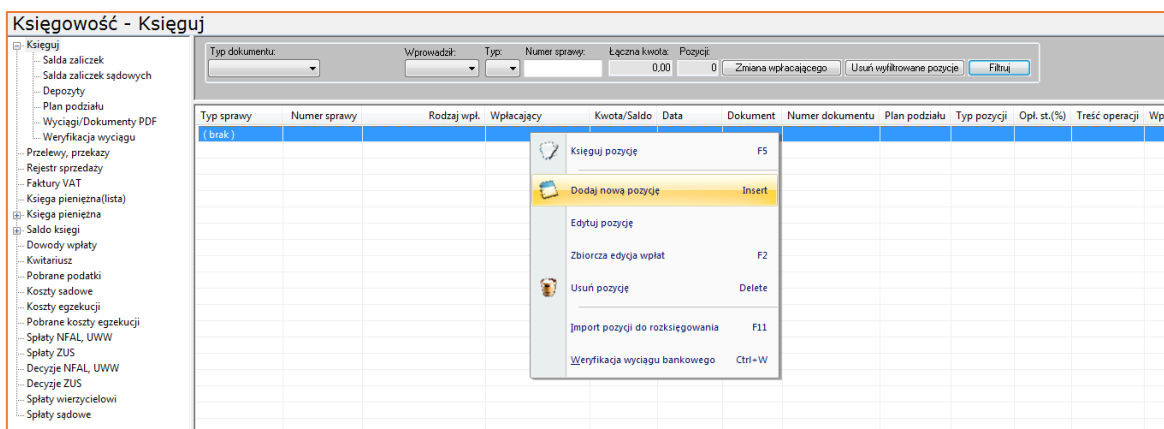 Księgowość - Księguj
Księguj
Salda zaliczek
Salda zaliczek sądowych
Depozyty
Plan podziału
Wyciągi/Dokumenty PDF
Weryfikacja wyciągu
Przelewy, przekazy
Rejestr sprzedaży
Faktury VAT
Księga pieniężna(lista)
Księga pieniężna
Saldo księgi
Dowody wpłaty
Kwitariusz
Pobrane podatki
Koszty sadowe
Koszty egzekucji
Pobrane koszty egzekucji
Spłaty NFAL, UWW
Spłaty ZUS
Decyzje NFAL, UWW
Decyzje ZUS
Spłaty wierzycielowi
Spłaty sądowe
Typ dokumentu: Wprowadził: Typ: Numer sprawy: Łączna kwota: Pozycji:
0,00 0 Zmiana wpłacającego Usuń wyfiltrowane pozycje Filtruj
Typ sprawy Numer sprawy Rodzaj wpł. Wpłacający Kwota/Saldo Data Dokument Numer dokumentu Plan podziału Typ pozycji Opł. st.(%) Treść operacji Wp
( brak )
Księguj pozycję F5
Dodaj nową pozycję Insert
Edytuj pozycję
Zbiorcza edycja wpłat F2
Usuń pozycję Delete
Import pozycji do rozksięgowania F11
Weryfikacja wyciągu bankowego Ctrl+W